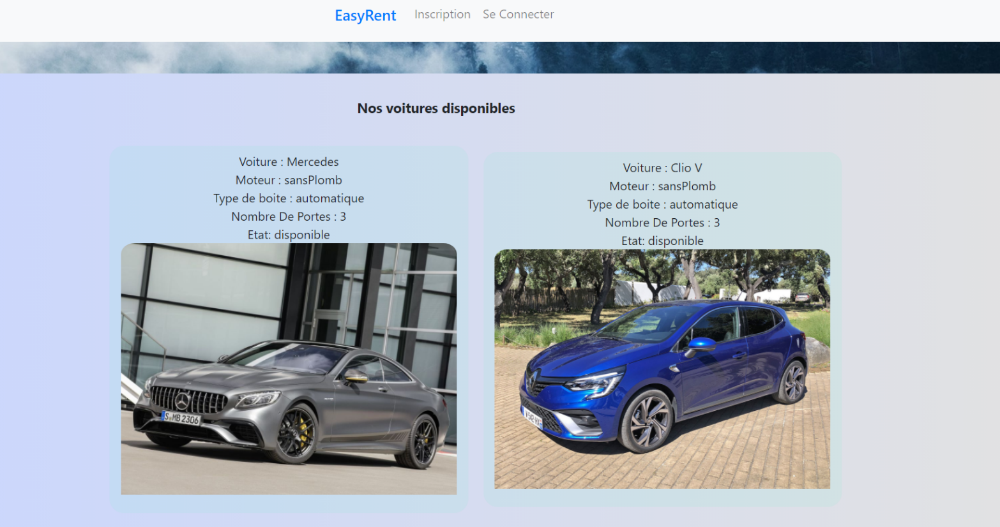 EasyRent Inscription Se Connecter
Nos voitures disponibles
Voiture : Mercedes
Moteur : sansPlomb
Type de boite : automatique
Nombre De Portes : 3
Etat: disponible
S MB 2306
Voiture : Clio V
Moteur : sansPlomb
Type de boite : automatique
Nombre De Portes : 3
Etat: disponible